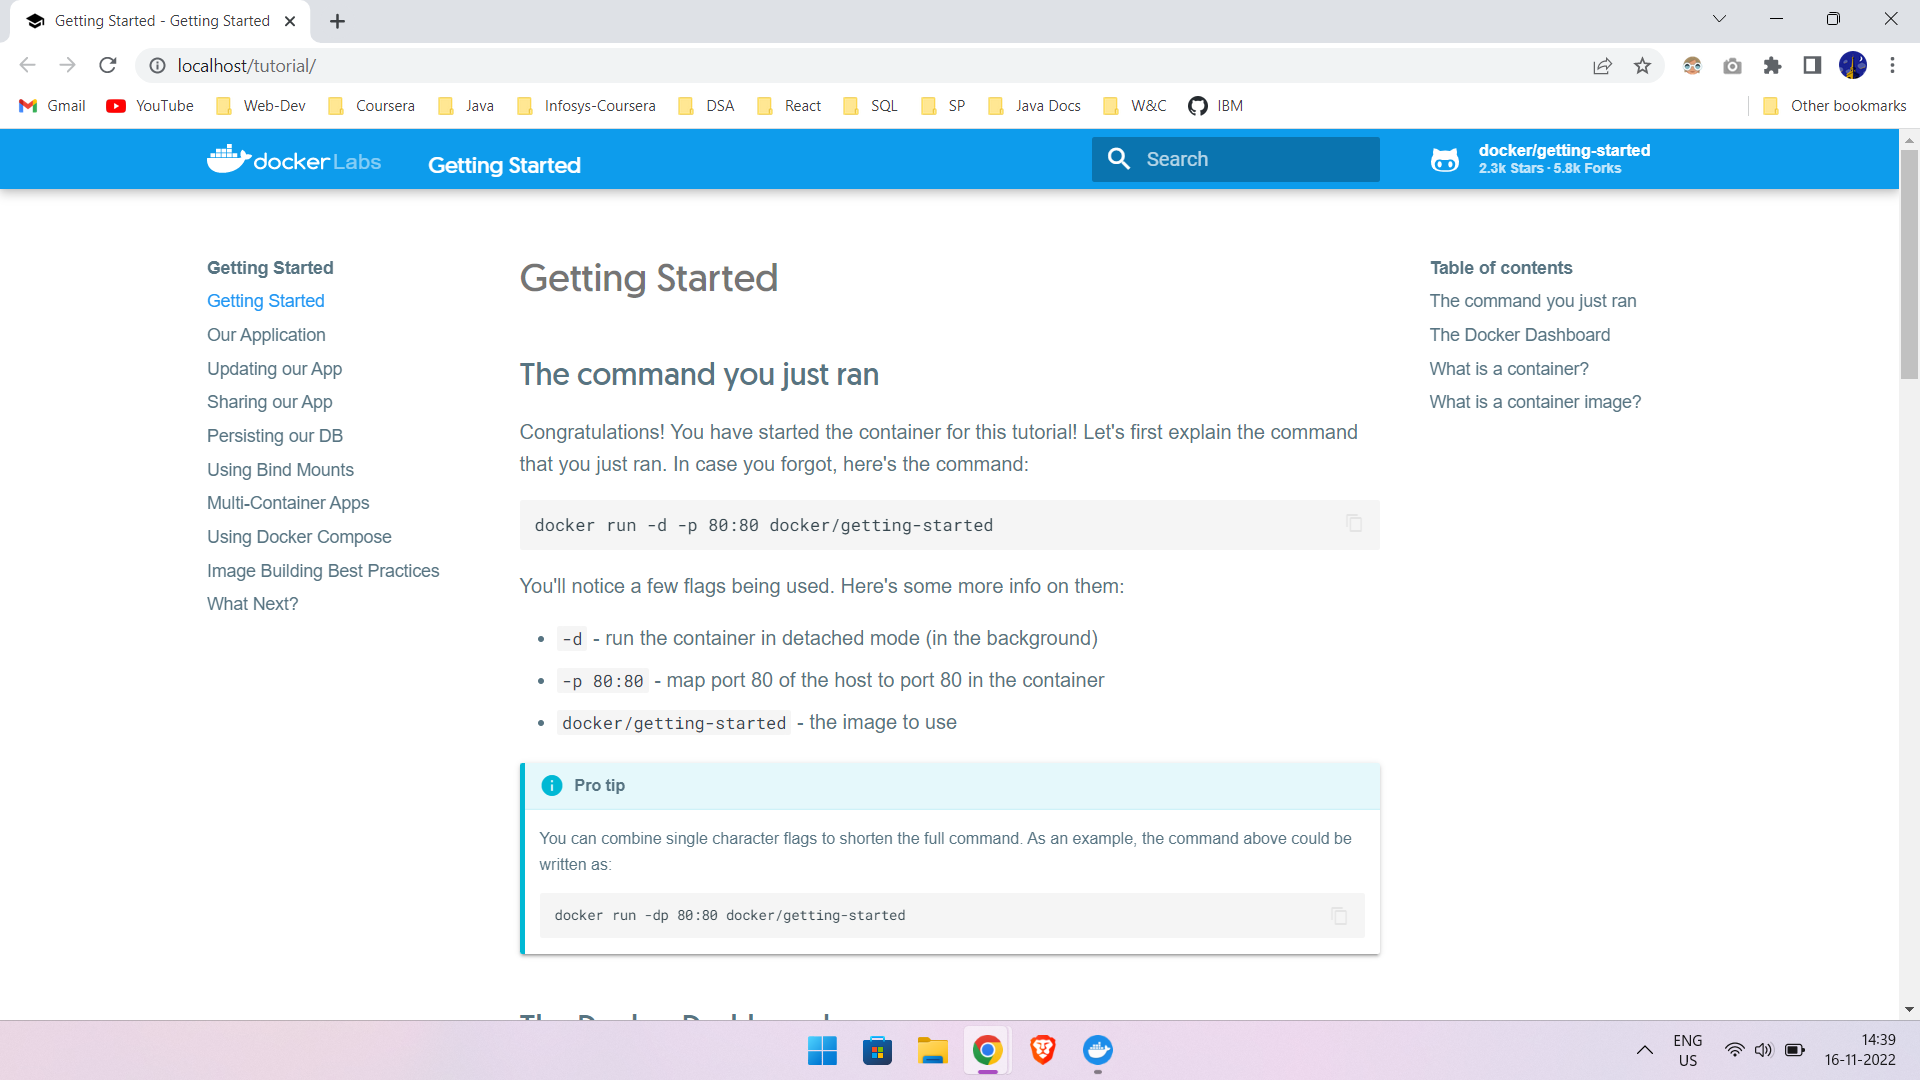 Getting Started - Getting Started
localhost/tutorial/
Gmail YouTube Web-Dev Coursera Java Infosys-Coursera DSA React SQL SP Java Docs W&C IBM Other bookmarks
docker Labs Getting Started Search docker/getting-started
2.3k Stars · 5.8k Forks
Getting Started
Getting Started
Our Application
Updating our App
Sharing our App
Persisting our DB
Using Bind Mounts
Multi-Container Apps
Using Docker Compose
Image Building Best Practices
What Next?
Getting Started
The command you just ran
Congratulations! You have started the container for this tutorial! Let's first explain the command
that you just ran. In case you forgot, here's the command:
docker run -d -p 80:80 docker/getting-started
You'll notice a few flags being used. Here's some more info on them:
• -d - run the container in detached mode (in the background)
• -p 80:80 - map port 80 of the host to port 80 in the container
• docker/getting-started - the image to use
Pro tip
You can combine single character flags to shorten the full command. As an example, the command above could be
written as:
docker run -dp 80:80 docker/getting-started
Table of contents
The command you just ran
The Docker Dashboard
What is a container?
What is a container image?
ENG
US
14:39
16-11-2022